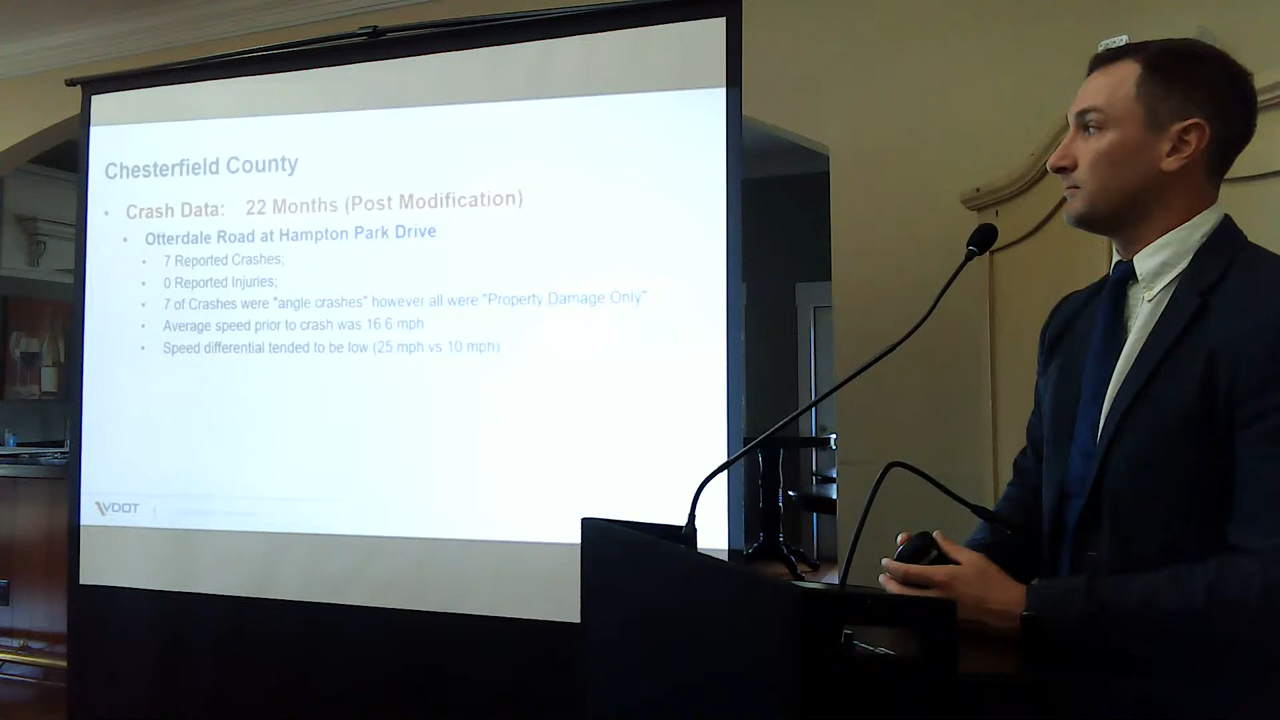 Chesterfield County
• Crash Data: 22 Months (Post Modification)
• Otterdale Road at Hampton Park Drive
• 7 Reported Crashes;
• 0 Reported Injuries;
• 7 of Crashes were "angle crashes" however all were "Property Damage Only"
• Average speed prior to crash was 16.6 mph
• Speed differential tended to be low (25 mph vs 10 mph)
VDOT